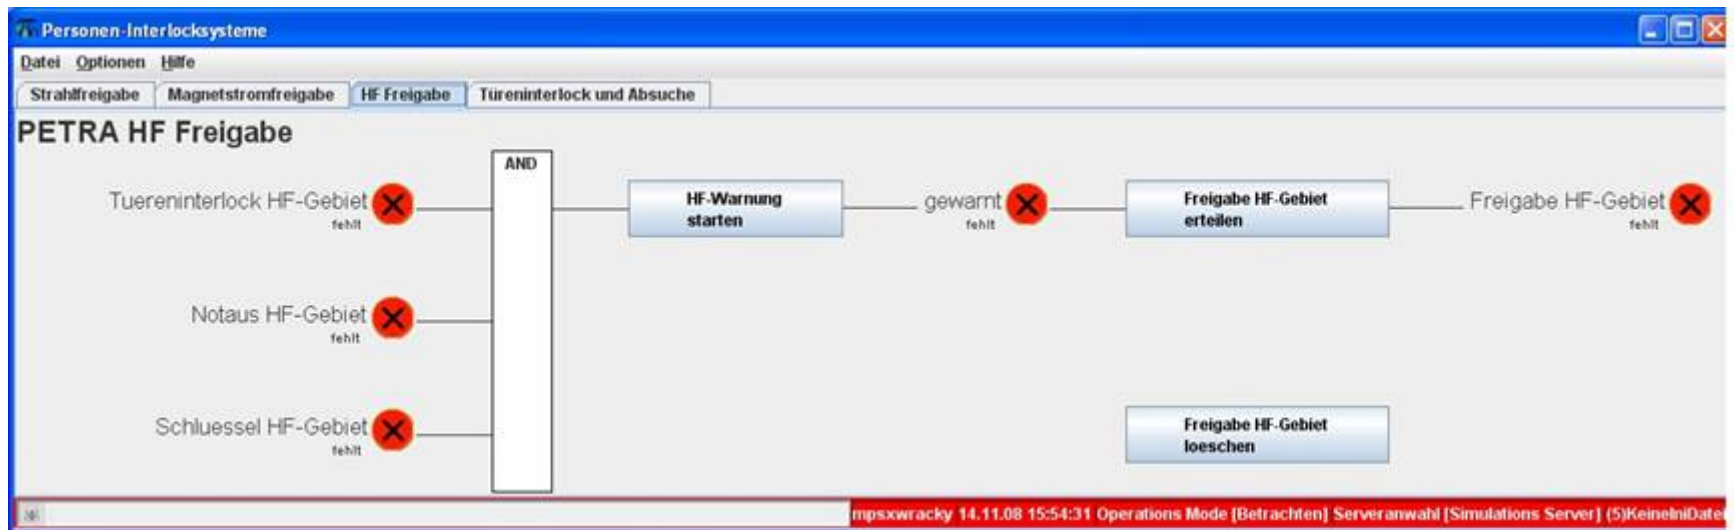 Personen-Interlocksysteme
Datei Optionen Hilfe
Strahlfreigabe Magnetstromfreigabe HF Freigabe Türeninterlock und Absuche
PETRA HF Freigabe
AND
Tuereninterlock HF-Gebiet
fehlt
HF-Warnung
starten
gewarnt
fehlt
Freigabe HF-Gebiet
erteilen
Freigabe HF-Gebiet
fehlt
Notaus HF-Gebiet
fehlt
Schluessel HF-Gebiet
fehlt
Freigabe HF-Gebiet
loeschen
mpsxwracky 14.11.08 15:54:31 Operations Mode [Betrachten] Serveranwahl [Simulations Server] (5)KeineIniDate